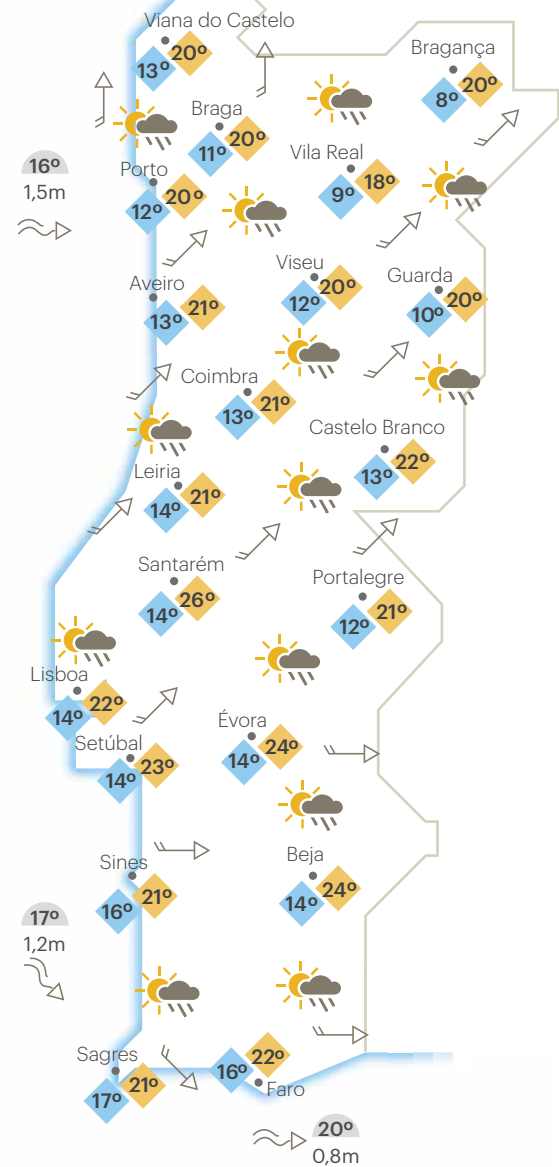 Viana do Castelo
13º 20º
Bragança
8º 20º
Braga
11º 20º
Vila Real
9º 18º
16º
1,5m
Porto
12º 20º
Viseu
12º 20º
Guarda
10º 20º
Aveiro
13º 21º
Coimbra
13º 21º
Castelo Branco
13º 22º
Leiria
14º 21º
Santarém
14º 26º
Portalegre
12º 21º
Lisboa
14º 22º
Évora
14º 24º
Setúbal
14º 23º
Sines
16º 21º
Beja
14º 24º
17º
1,2m
Sagres
17º 21º
16º 22º
Faro
20º
0,8m